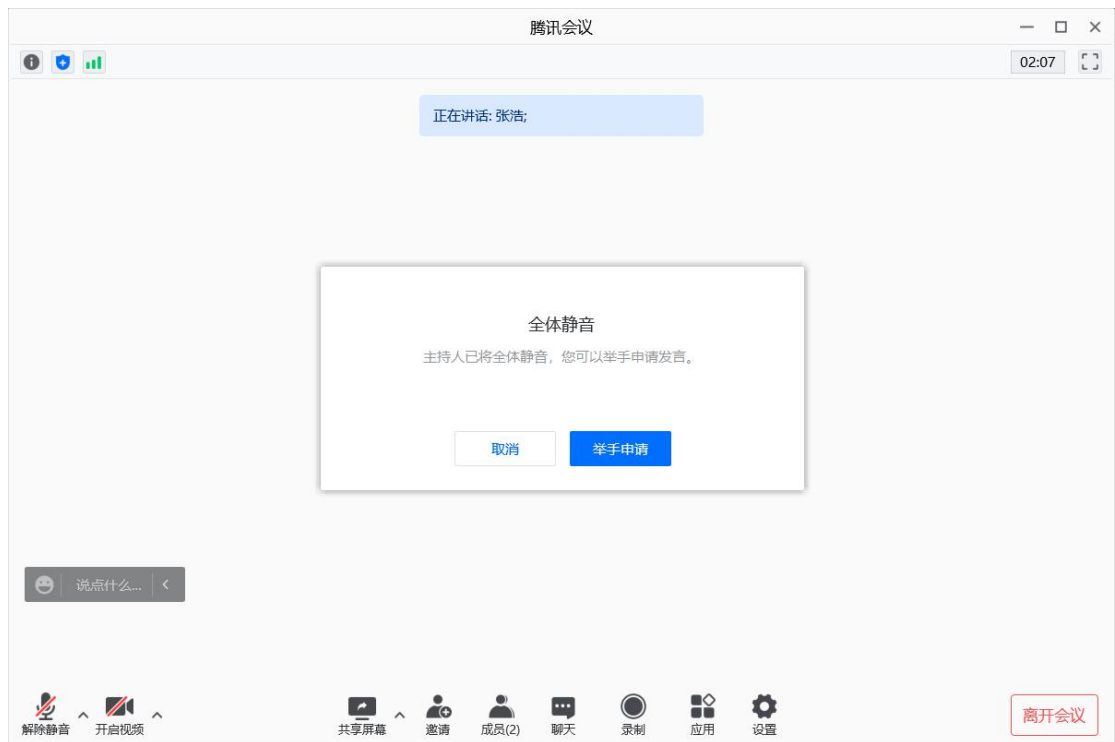 腾讯会议
02:07
正在讲话: 张浩;
全体静音
主持人已将全体静音，您可以举手申请发言。
取消 举手申请
说点什么...
解除静音 开启视频 共享屏幕 邀请 成员(2) 聊天 录制 应用 设置 离开会议